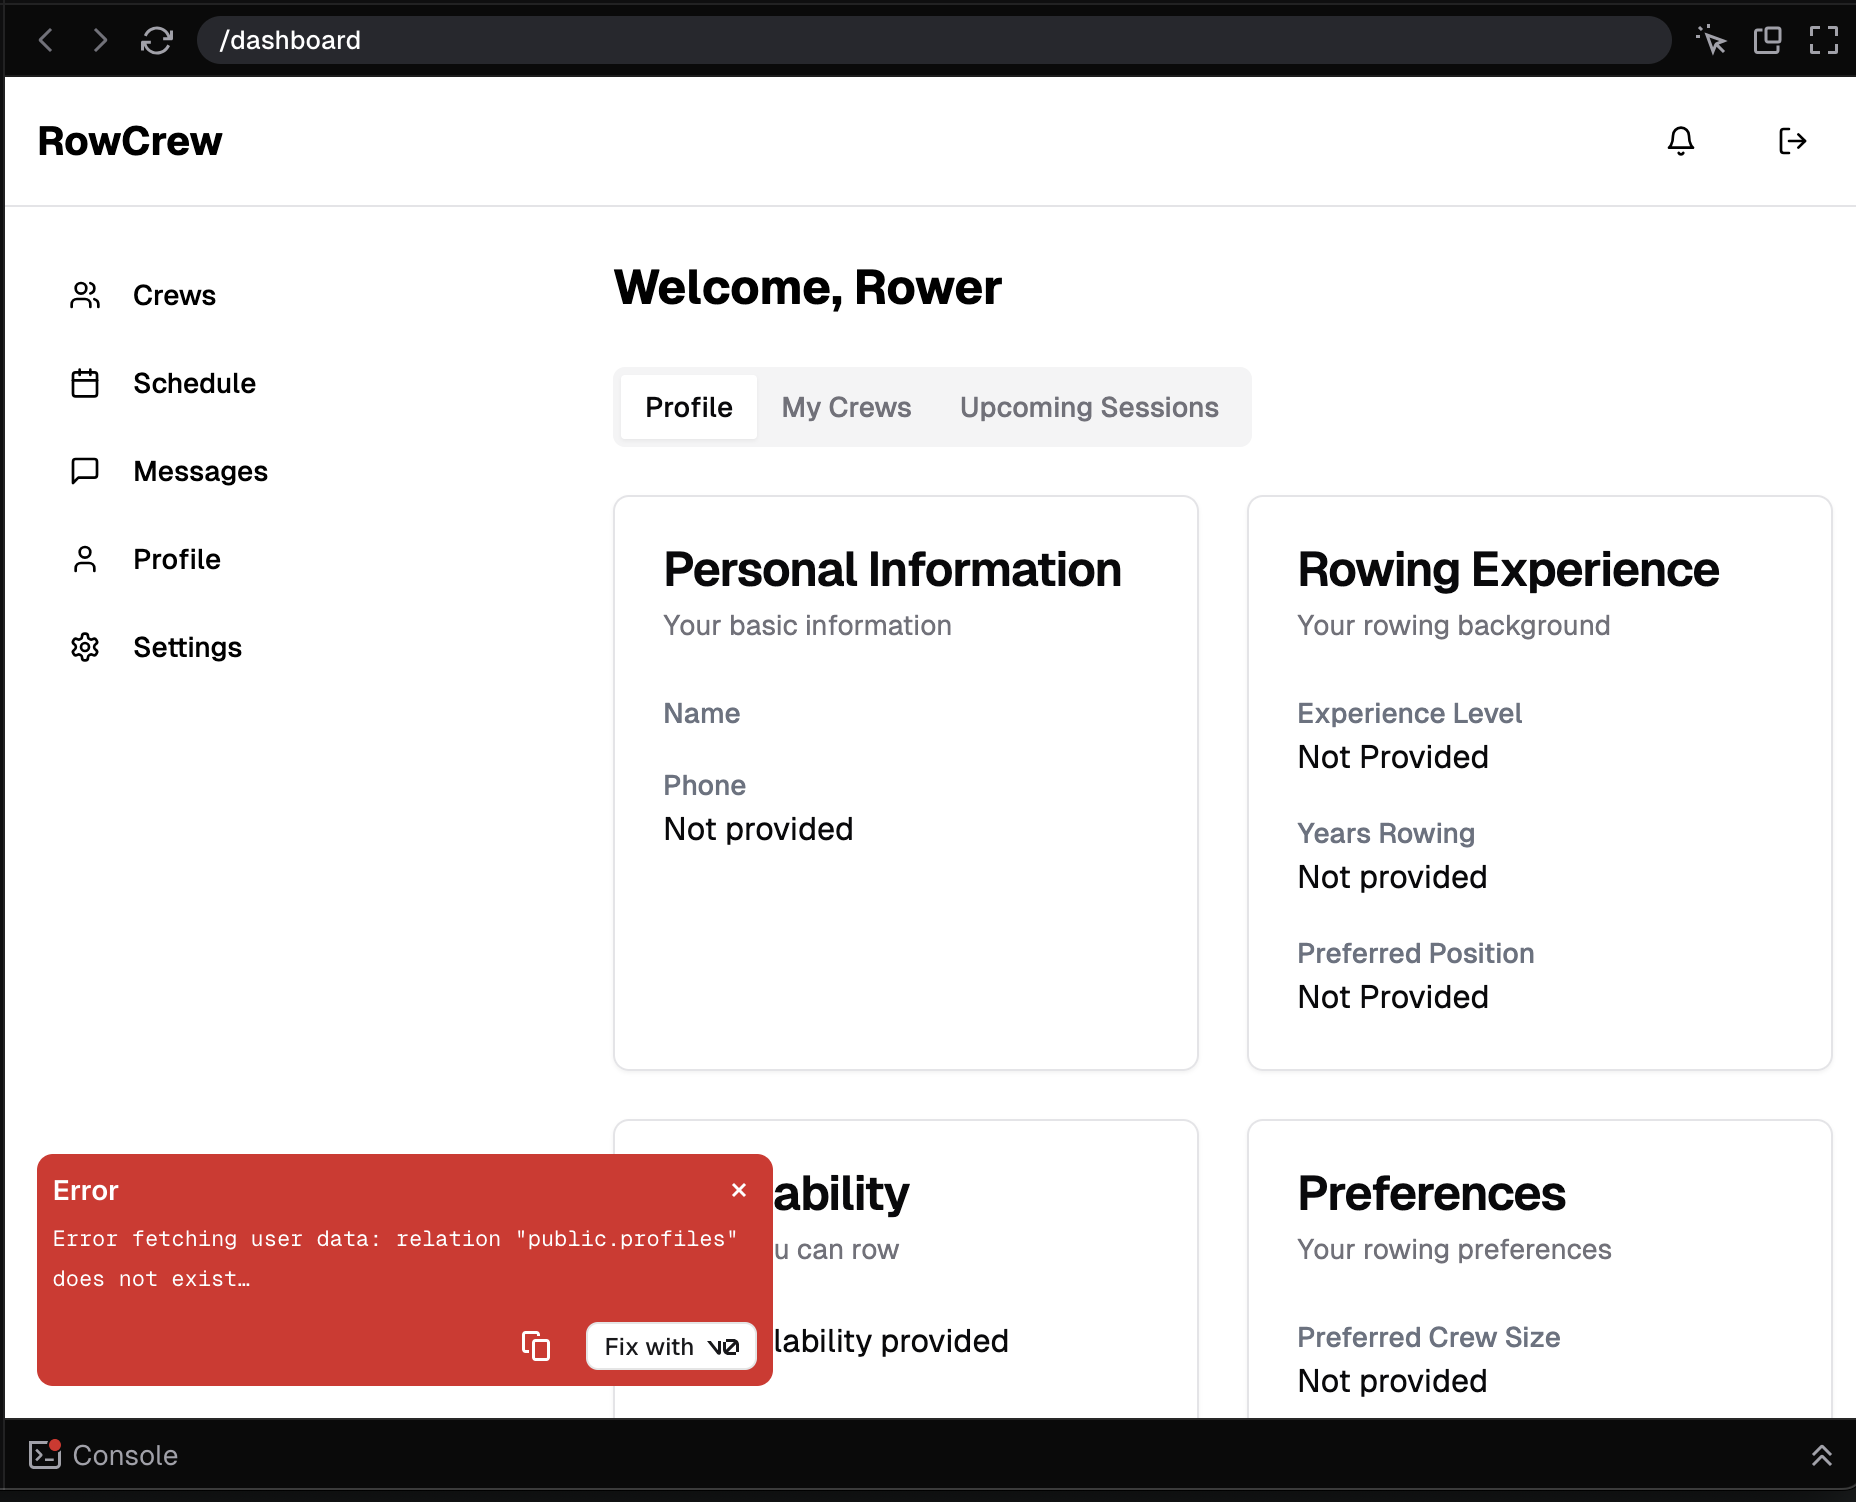 /dashboard
RowCrew
Crews
Schedule
Messages
Profile
Settings
Welcome, Rower
Profile
My Crews
Upcoming Sessions
Personal Information
Your basic information
Name
Phone
Not provided
Rowing Experience
Your rowing background
Experience Level
Not Provided
Years Rowing
Not provided
Preferred Position
Not Provided
ability
u can row
lability provided
Preferences
Your rowing preferences
Preferred Crew Size
Not provided
Error
Error fetching user data: relation "public.profiles"
does not exist…
Fix with v0
Console